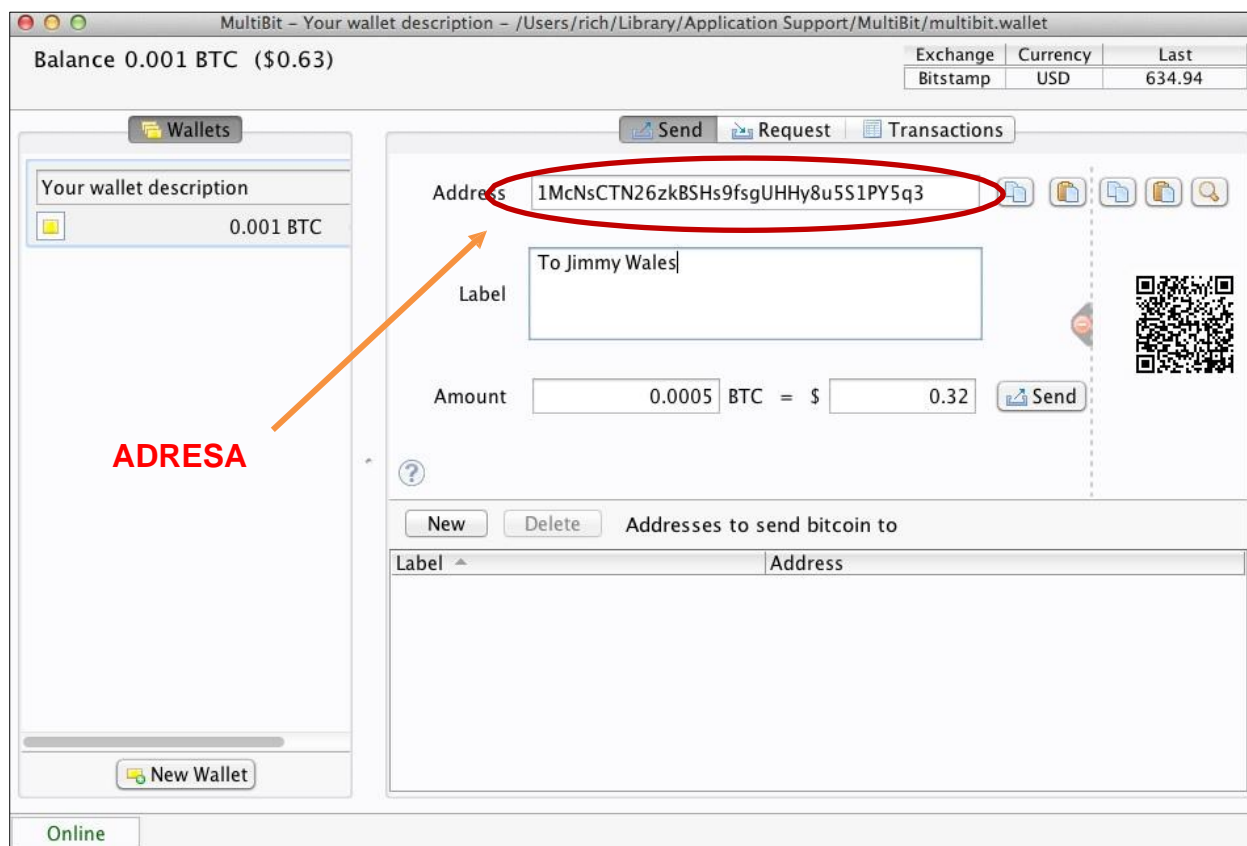 MultiBit – Your wallet description – /Users/rich/Library/Application Support/MultiBit/multibit.wallet
Balance 0.001 BTC ($0.63)
Exchange Currency Last
Bitstamp USD 634.94
Wallets
Send Request Transactions
Your wallet description
0.001 BTC
Address 1McNsCTN26zkBSHs9fsgUHHy8u5S1PY5q3
Label To Jimmy Wales
Amount 0.0005 BTC = $ 0.32 Send
ADRESA
?
New Delete Addresses to send bitcoin to
Label Address
New Wallet
Online